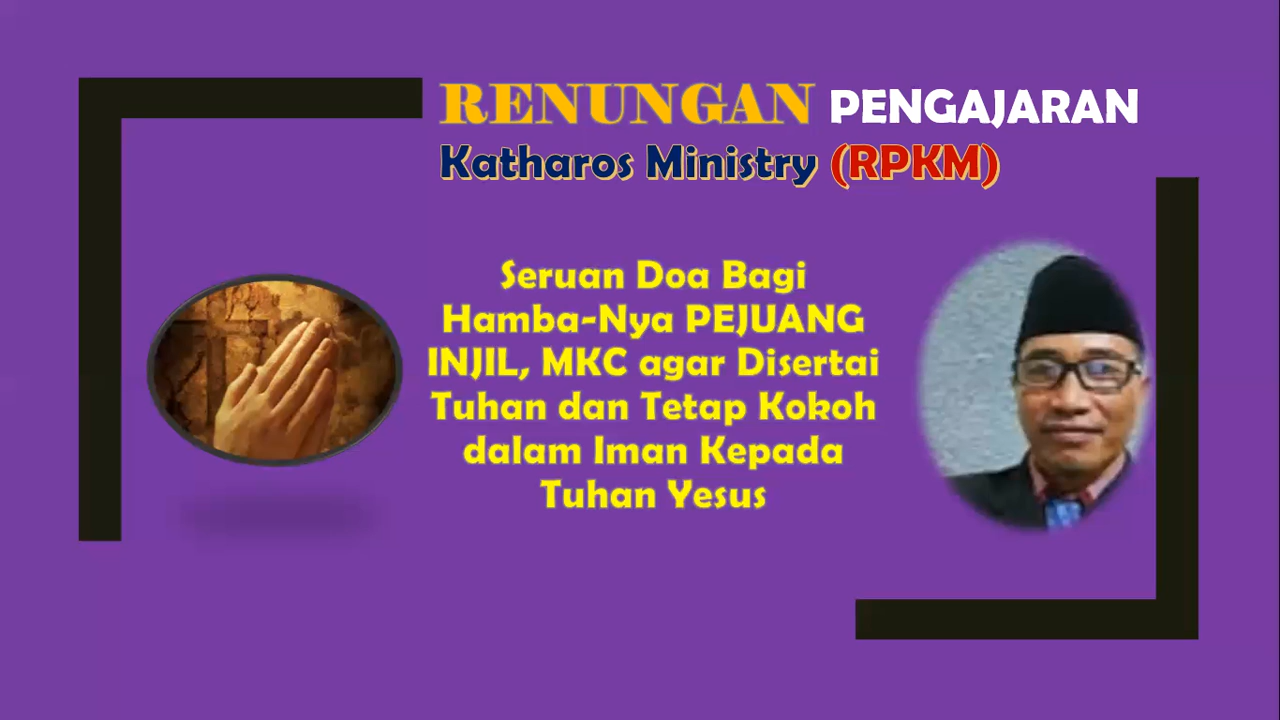 RENUNGAN PENGAJARAN
Katharos Ministry (RPKM)
Seruan Doa Bagi
Hamba-Nya PEJUANG
INJIL, MKC agar Disertai
Tuhan dan Tetap Kokoh
dalam Iman Kepada
Tuhan Yesus